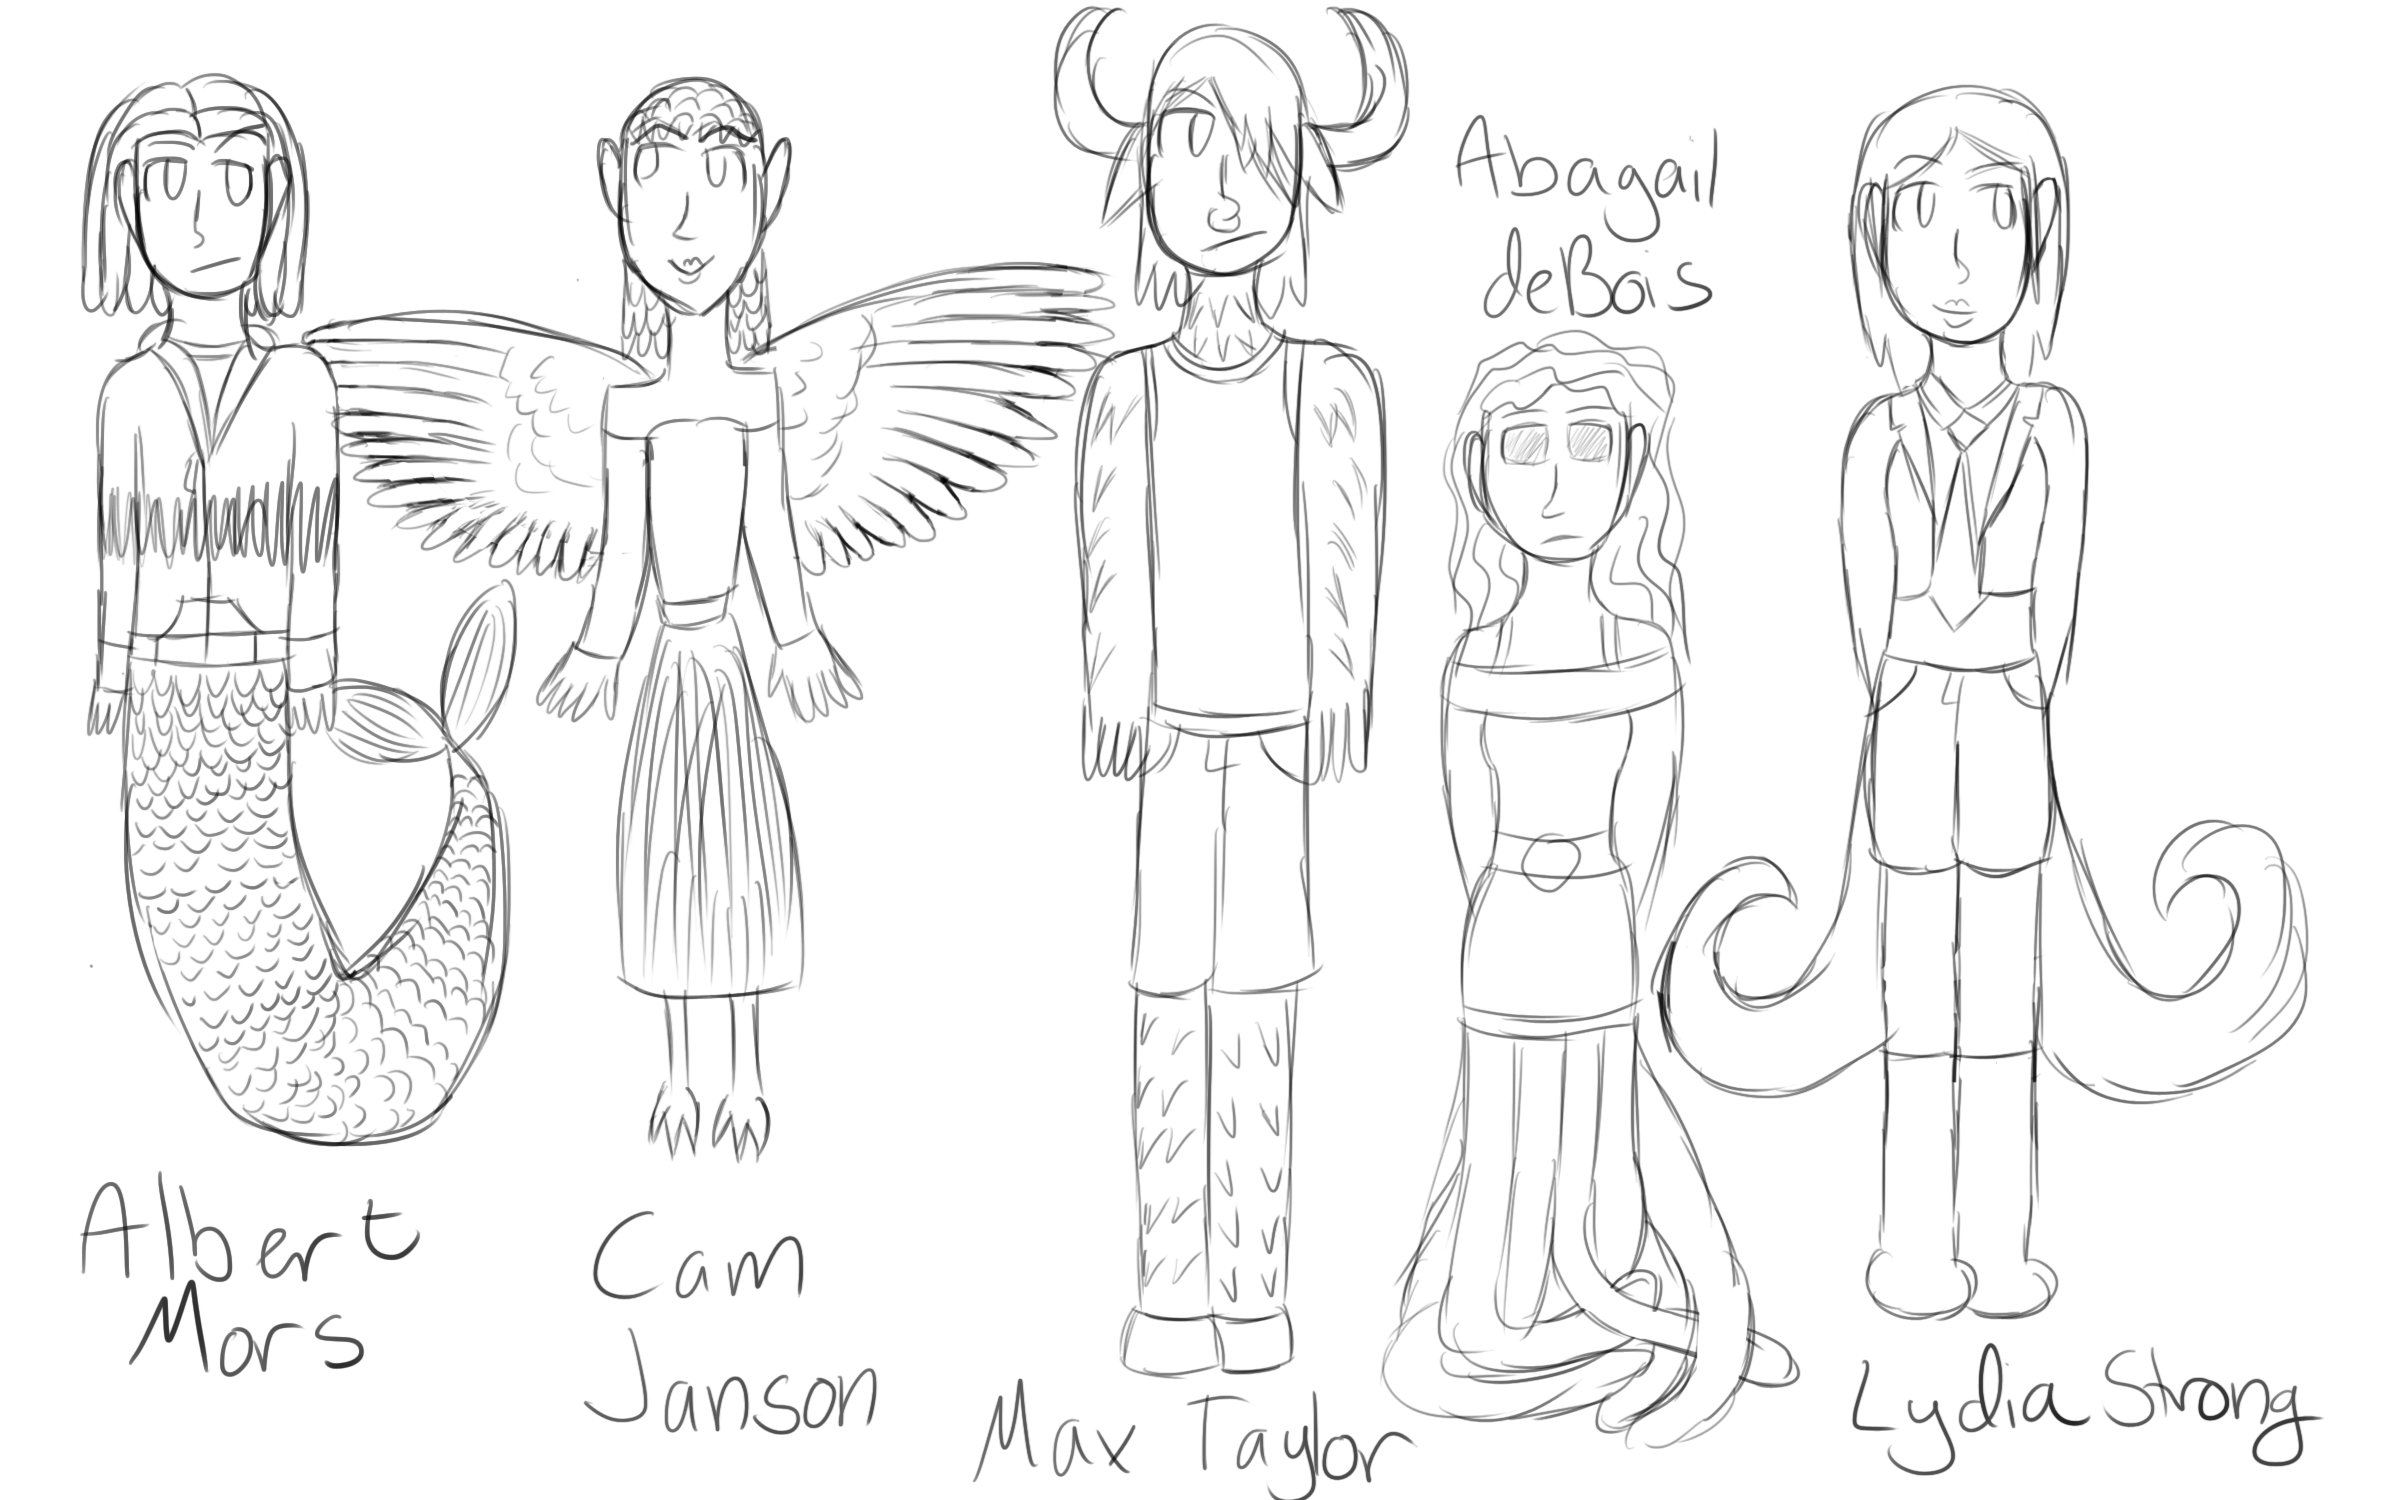 Albert
Mors
Cam
Janson
Max Taylor
Abagail
deBois
Lydia Strong